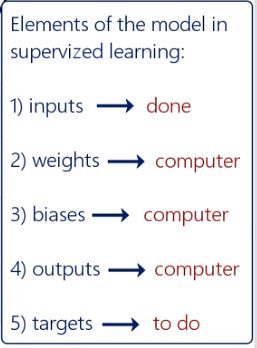 Elements of the model in
supervized learning:
1) inputs → done
2) weights → computer
3) biases → computer
4) outputs → computer
5) targets → to do